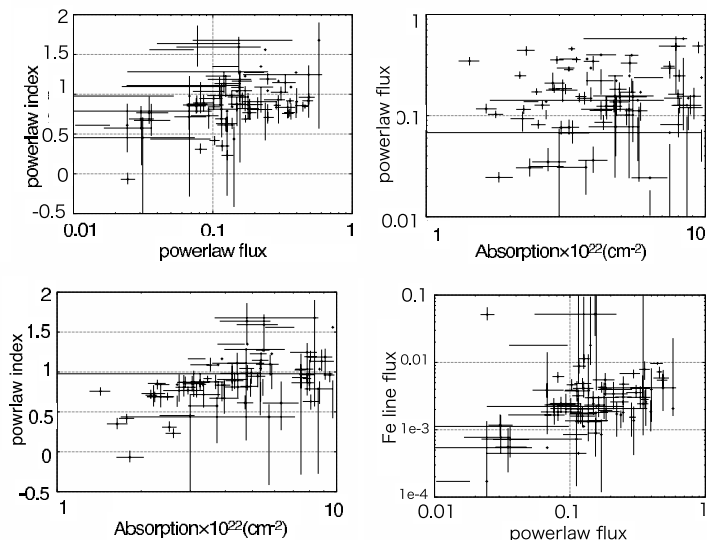 2
1.5
1
0.5
0
-0.5
powerlaw index
0.01
0.1
1
powerlaw flux
1
0.1
0.01
powerlaw flux
1
10
Absorption×10²²(cm-²)
2
1.5
1
0.5
0
-0.5
powrlaw index
1
10
Absorption×10²²(cm-²)
0.1
0.01
1e-3
1e-4
Fe line flux
0.01
0.1
1
powerlaw flux